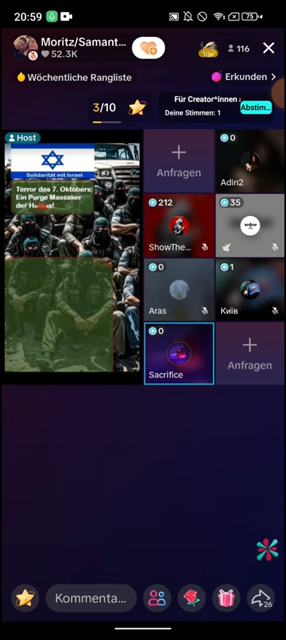 20:59
75
Moritz/Samant...
52.3K
10+
116
Wöchentliche Rangliste
Erkunden >
3/10
Für Creator*innen
Deine Stimmen: 1
Abstim...
Host
Solidarität mit Israel
Terror des 7. Oktobers:
Ein Purge Massaker
der Hamas!
Anfragen
0
Adin2
212
ShowThe...
35
0
Aras
1
Київ
0
Sacrifice
Anfragen
Kommenta...
26